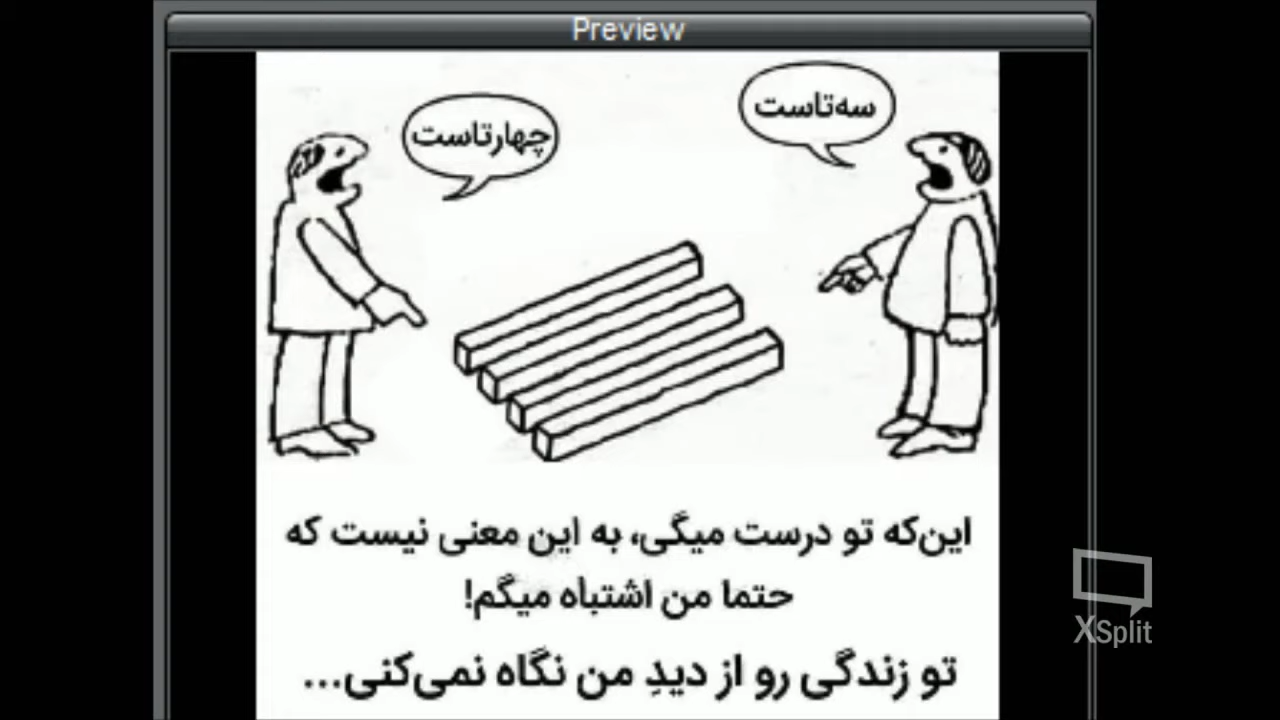 Preview
سه‌تاست
چهارتاست
این‌که تو درست میگی، به این معنی نیست که
حتما من اشتباه میگم!
تو زندگی رو از دیدِ من نگاه نمی‌کنی...
XSplit